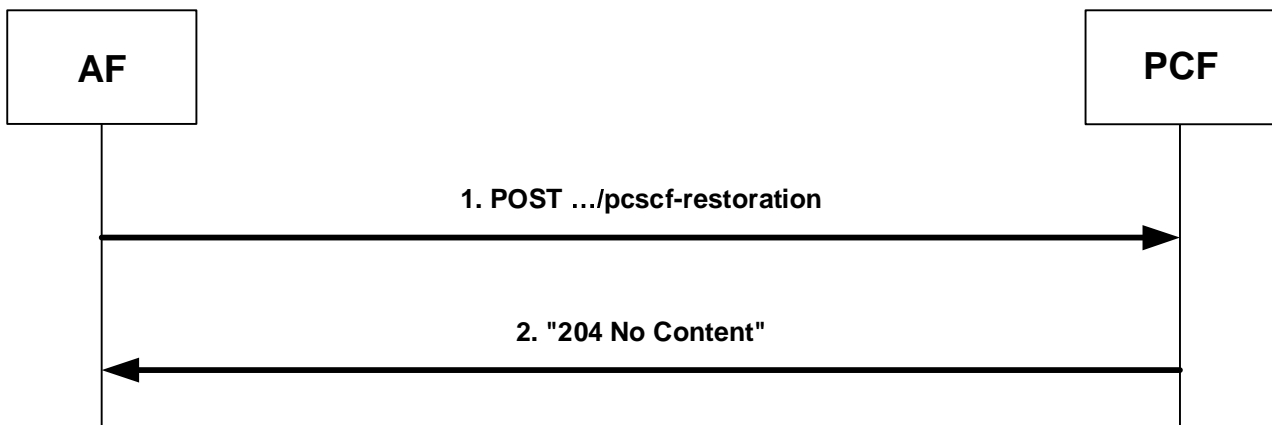 AF
PCF
1. POST …/pcscf-restoration
2. "204 No Content"